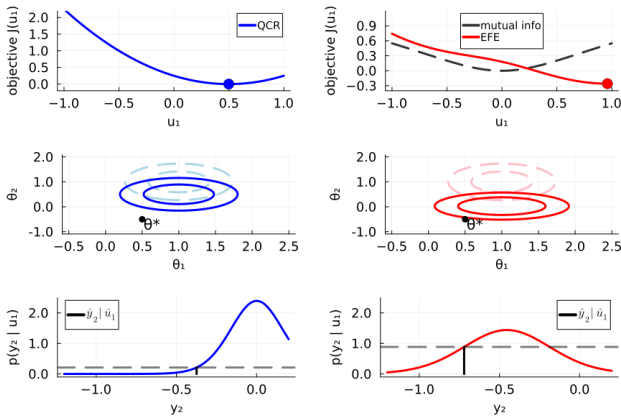 objective J(u₁)
2.0
1.5
1.0
0.5
0.0
QCR
−1.0 −0.5 0.0 0.5 1.0
u₁
objective J(u₁)
0.9
0.6
0.3
0.0
−0.3
mutual info
EFE
−1.0 −0.5 0.0 0.5 1.0
u₁
θ₂
2.0
1.0
0.0
-1.0
θ*
−0.5 0.0 0.5 1.0 1.5 2.0 2.5
θ₁
θ₂
2.0
1.0
0.0
-1.0
θ*
−0.5 0.0 0.5 1.0 1.5 2.0 2.5
θ₁
p(y₂ | u₁)
2.0
1.0
0.0
ŷ₂| û₁
−1.0 −0.5 0.0
y₂
p(y₂ | u₁)
2.0
1.0
0.0
ŷ₂| û₁
−1.0 −0.5 0.0
y₂